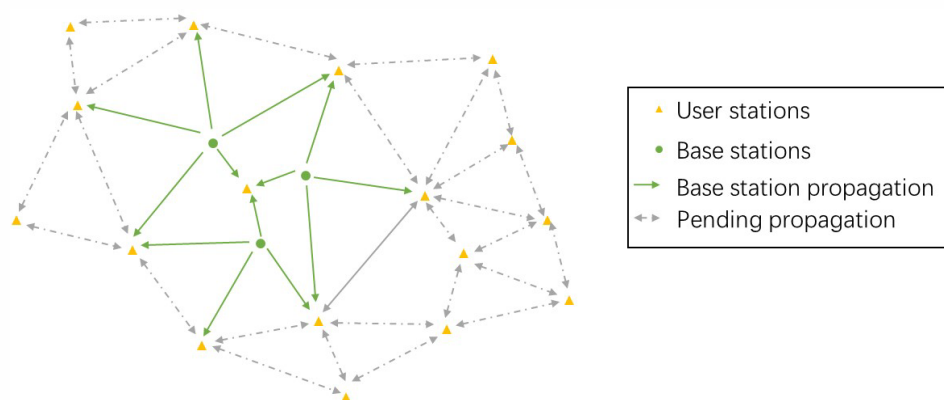 User stations
Base stations
Base station propagation
Pending propagation